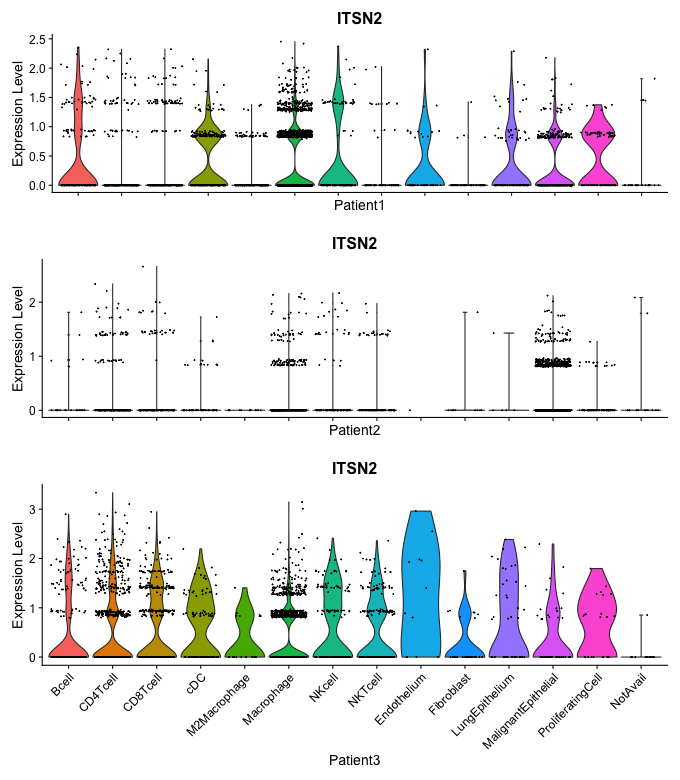 ITSN2
Expression Level
2.5
2.0
1.5
1.0
0.5
0.0
Patient1
ITSN2
Expression Level
2
1
0
Patient2
ITSN2
Expression Level
3
2
1
0
Bcell
CD4Tcell
CD8Tcell
cDC
M2Macrophage
Macrophage
NKcell
NKTcell
Endothelium
Fibroblast
LungEpithelium
MalignantEpithelial
ProliferatingCell
NotAvail
Patient3